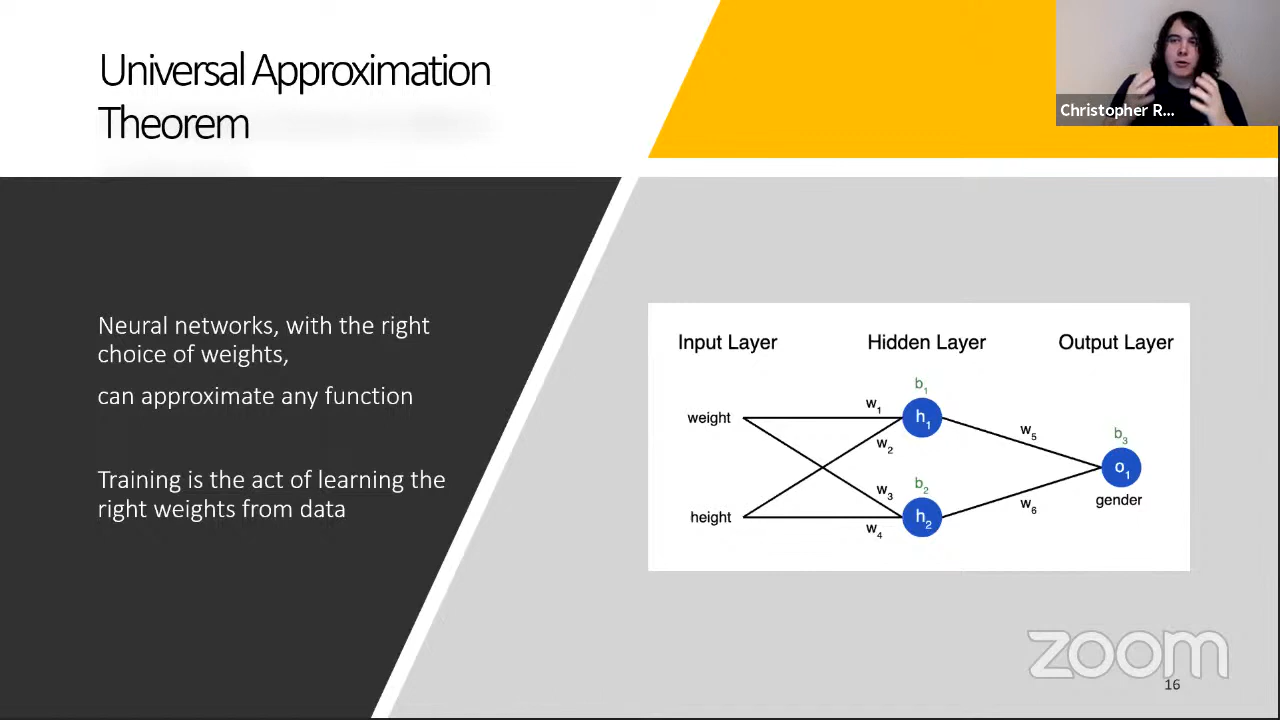 Universal Approximation
Theorem
Christopher R...
Neural networks, with the right
choice of weights,
can approximate any function
Training is the act of learning the
right weights from data
Input Layer
Hidden Layer
Output Layer
b1
weight
w1
h1
w2
w5
b3
o1
gender
w3
b2
height
w4
h2
w6
zoom
16